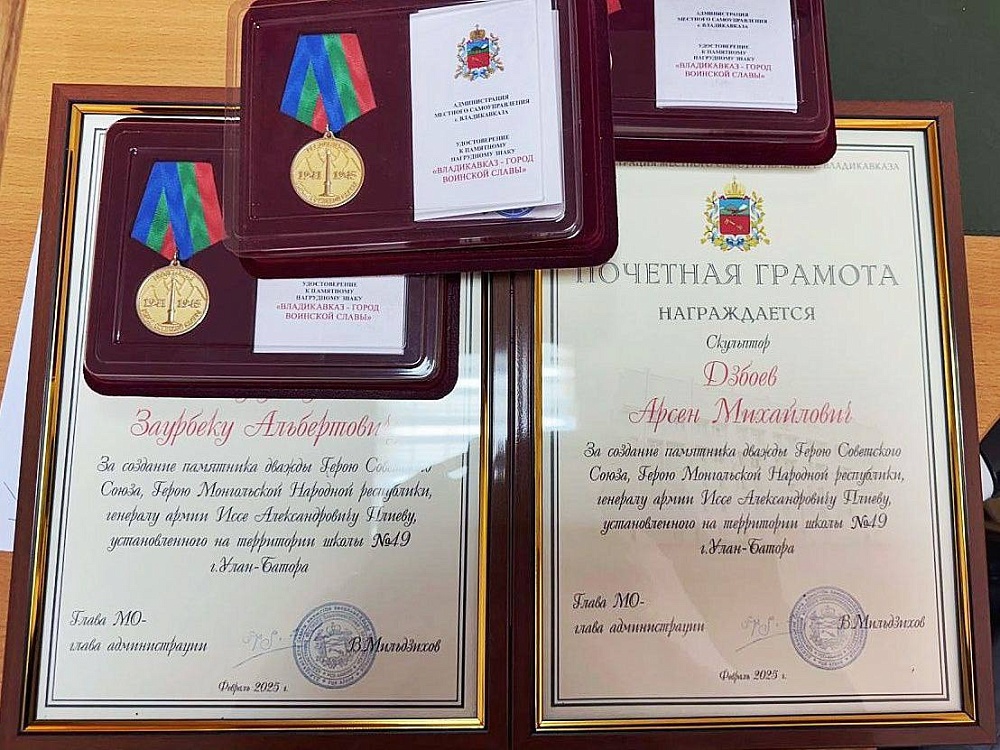 АДМИНИСТРАЦИЯ
МЕСТНОГО САМОУПРАВЛЕНИЯ
г. ВЛАДИКАВКАЗА
УДОСТОВЕРЕНИЕ
К ПАМЯТНОМУ
НАГРУДНОМУ ЗНАКУ
«ВЛАДИКАВКАЗ - ГОРОД
ВОИНСКОЙ СЛАВЫ»
АДМИНИСТРАЦИЯ
МЕСТНОГО САМОУПРАВЛЕНИЯ
г. ВЛАДИКАВКАЗА
УДОСТОВЕРЕНИЕ
К ПАМЯТНОМУ
НАГРУДНОМУ ЗНАКУ
«ВЛАДИКАВКАЗ - ГОРОД
ВОИНСКОЙ СЛАВЫ»
1941 1945
УДОСТОВЕРЕНИЕ
К ПАМЯТНОМУ
НАГРУДНОМУ ЗНАКУ
«ВЛАДИКАВКАЗ - ГОРОД
ВОИНСКОЙ СЛАВЫ»
1941 1945
Заурбеку Альбертовичу
За создание памятника дважды Герою Советского
Союза, Герою Монгольской Народной республики,
генералу армии Иссе Александровичу Плиеву,
установленного на территории школы №49
г.Улан-Батора
Глава МО-
глава администрации
В.Мильдзихов
Февраль 2025 г.
ВЛАДИКАВКАЗА
ПОЧЕТНАЯ ГРАМОТА
НАГРАЖДАЕТСЯ
Скульптор
Дзбоев
Арсен Михайлович
За создание памятника дважды Герою Советского
Союза, Герою Монгольской Народной республики,
генералу армии Иссе Александровичу Плиеву,
установленного на территории школы №49
г.Улан-Батора
Глава МО-
глава администрации
В.Мильдзихов
Февраль 2025 г.